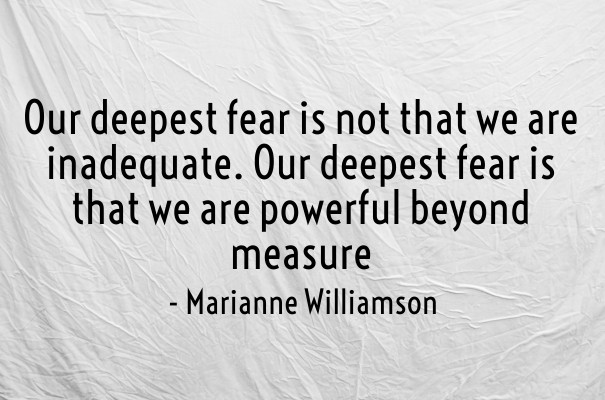 Our deepest fear is not that we are
inadequate. Our deepest fear is
that we are powerful beyond
measure
- Marianne Williamson